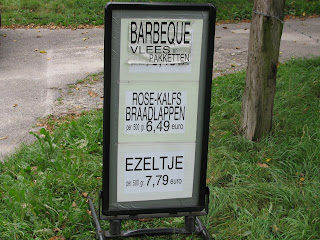 BARBEQUE
VLEES
PAKKETTEN
ROSE-KALFS
BRAADLAPPEN
per 500 gr. 6,49 euro
EZELTJE
per 500 gr. 7,79 euro